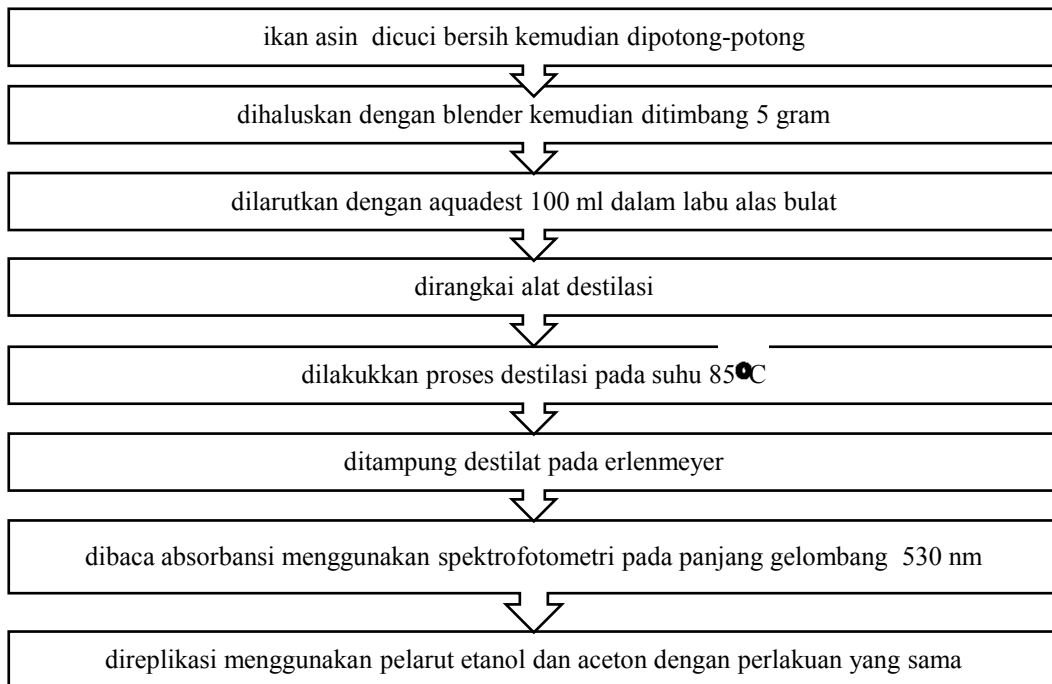 ikan asin dicuci bersih kemudian dipotong-potong
dihaluskan dengan blender kemudian ditimbang 5 gram
dilarutkan dengan aquadest 100 ml dalam labu alas bulat
dirangkai alat destilasi
dilakukkan proses destilasi pada suhu 85°C
ditampung destilat pada erlenmeyer
dibaca absorbansi menggunakan spektrofotometri pada panjang gelombang 530 nm
direplikasi menggunakan pelarut etanol dan aceton dengan perlakuan yang sama